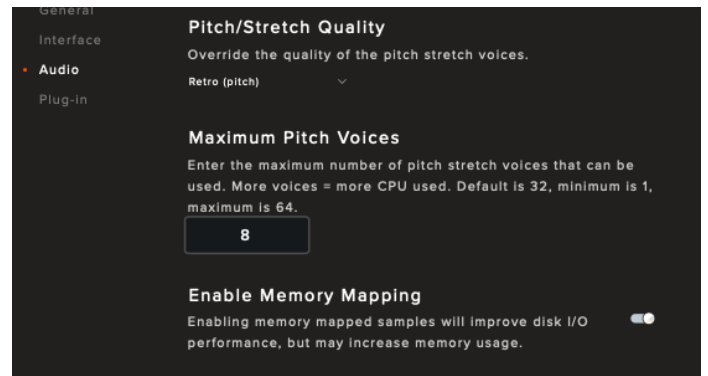 General
Interface
Audio
Plug-in
Pitch/Stretch Quality
Override the quality of the pitch stretch voices.
Retro (pitch)
Maximum Pitch Voices
Enter the maximum number of pitch stretch voices that can be
used. More voices = more CPU used. Default is 32, minimum is 1,
maximum is 64.
8
Enable Memory Mapping
Enabling memory mapped samples will improve disk I/O
performance, but may increase memory usage.